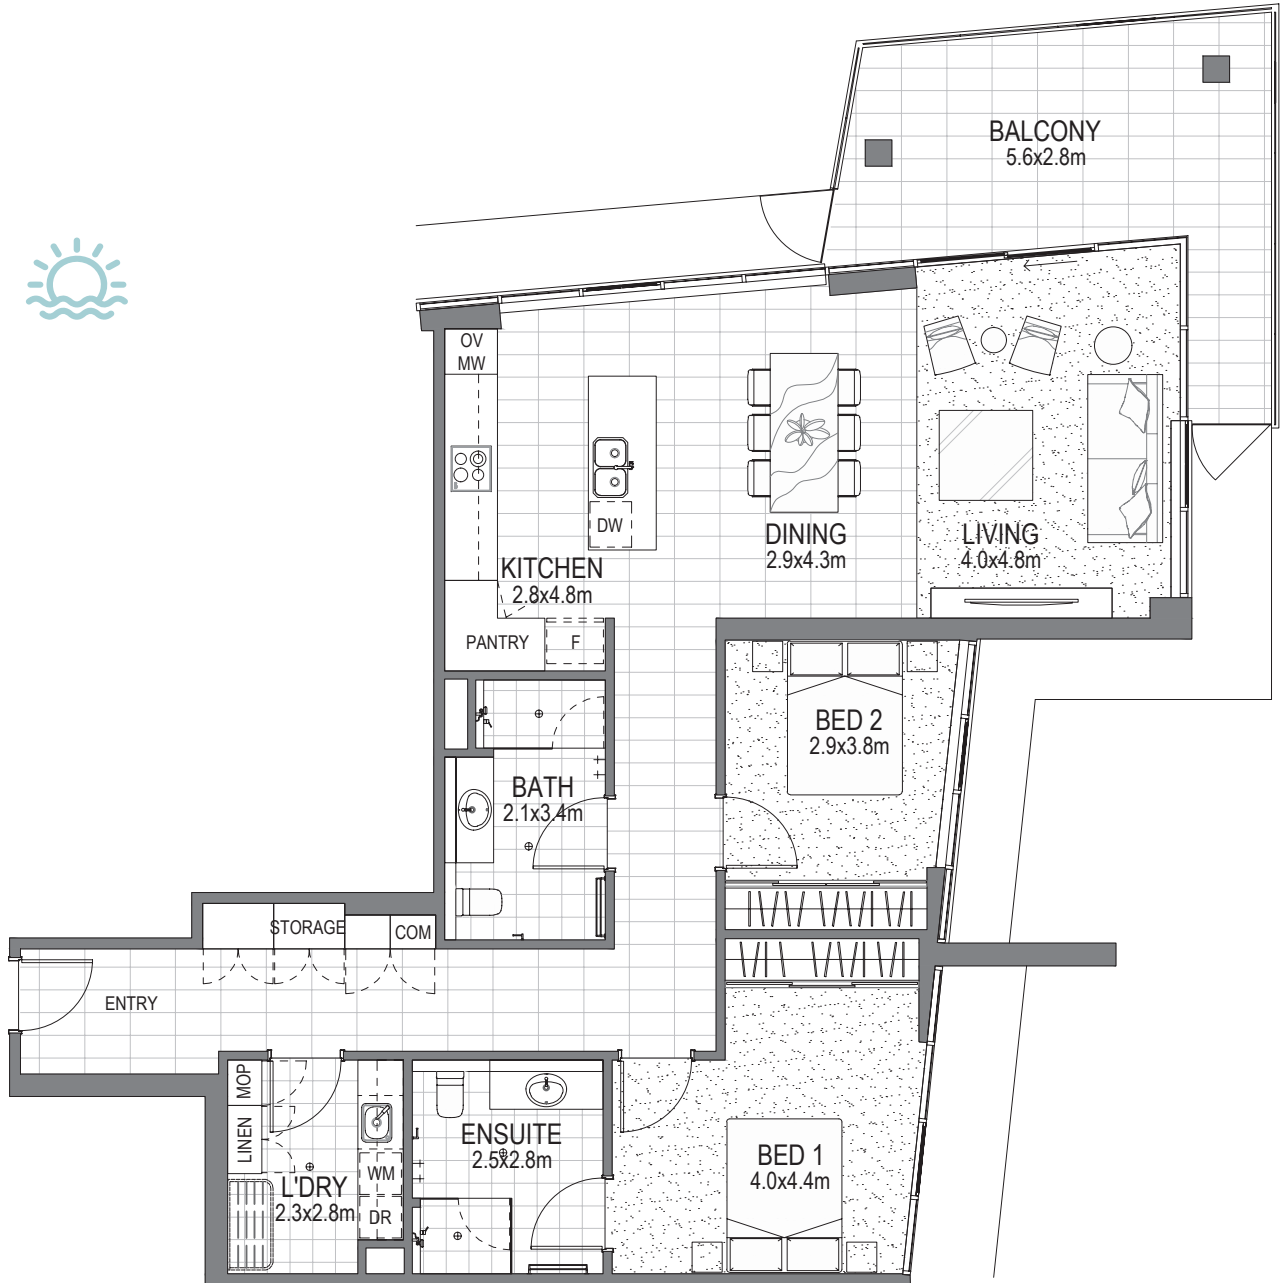 BALCONY
5.6x2.8m
OV
MW
DW
DINING
2.9x4.3m
LIVING
4.0x4.8m
KITCHEN
2.8x4.8m
PANTRY
F
BED 2
2.9x3.8m
BATH
2.1x3.4m
STORAGE
COM
ENTRY
MOP
LINEN
L'DRY
2.3x2.8m
WM
DR
ENSUITE
2.5x2.8m
BED 1
4.0x4.4m